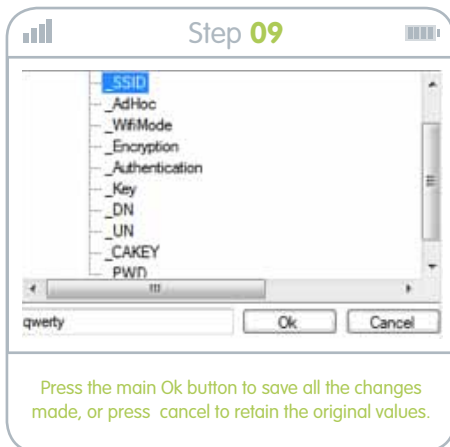 Step 09
_SSID
_AdHoc
_WifiMode
_Encryption
_Authentication
_Key
_DN
_UN
_CAKEY
_PWD
qwerty
Ok
Cancel
Press the main Ok button to save all the changes
made, or press cancel to retain the original values.